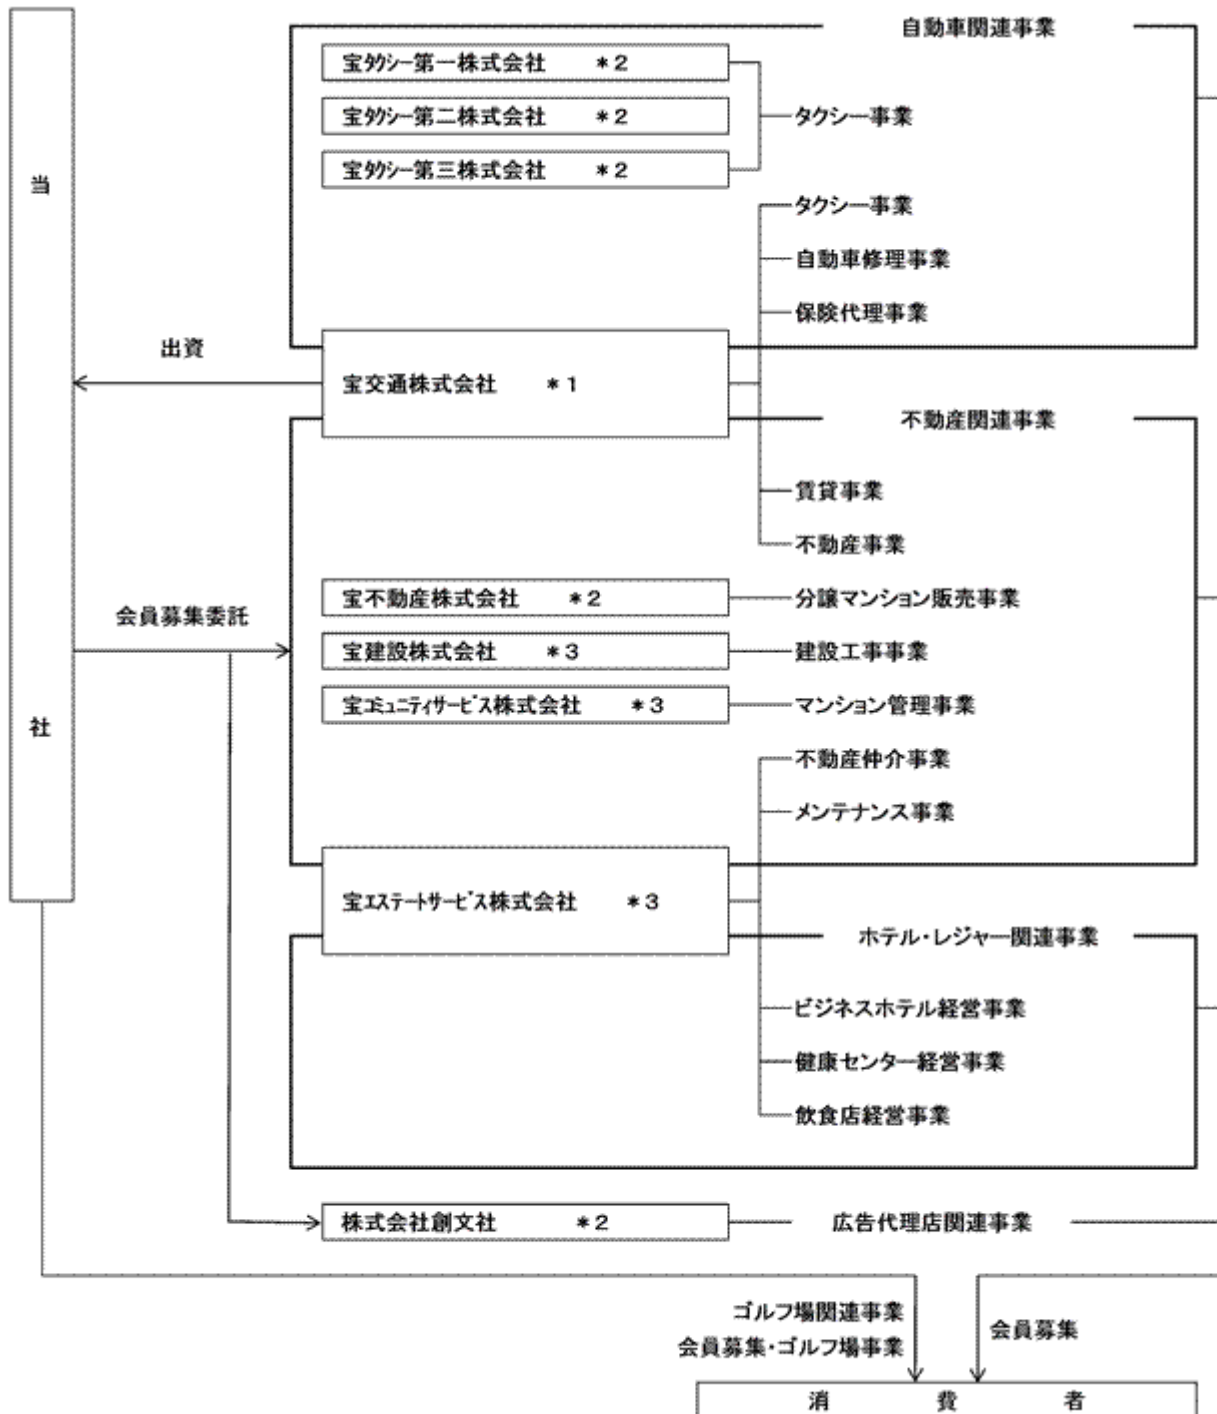 自動車関連事業
宝ﾀｸｼｰ第一株式会社 *2
宝ﾀｸｼｰ第二株式会社 *2
タクシー事業
宝ﾀｸｼｰ第三株式会社 *2
当
社
タクシー事業
自動車修理事業
保険代理事業
出資
宝交通株式会社 *1
不動産関連事業
賃貸事業
不動産事業
宝不動産株式会社 *2
分譲マンション販売事業
会員募集委託
宝建設株式会社 *3
建設工事事業
宝ｺﾐｭﾆﾃｨｻｰﾋﾞｽ株式会社 *3
マンション管理事業
不動産仲介事業
メンテナンス事業
宝ｴｽﾃｰﾄｻｰﾋﾞｽ株式会社 *3
ホテル・レジャー関連事業
ビジネスホテル経営事業
健康センター経営事業
飲食店経営事業
株式会社創文社 *2
広告代理店関連事業
ゴルフ場関連事業
会員募集・ゴルフ場事業
会員募集
消費者